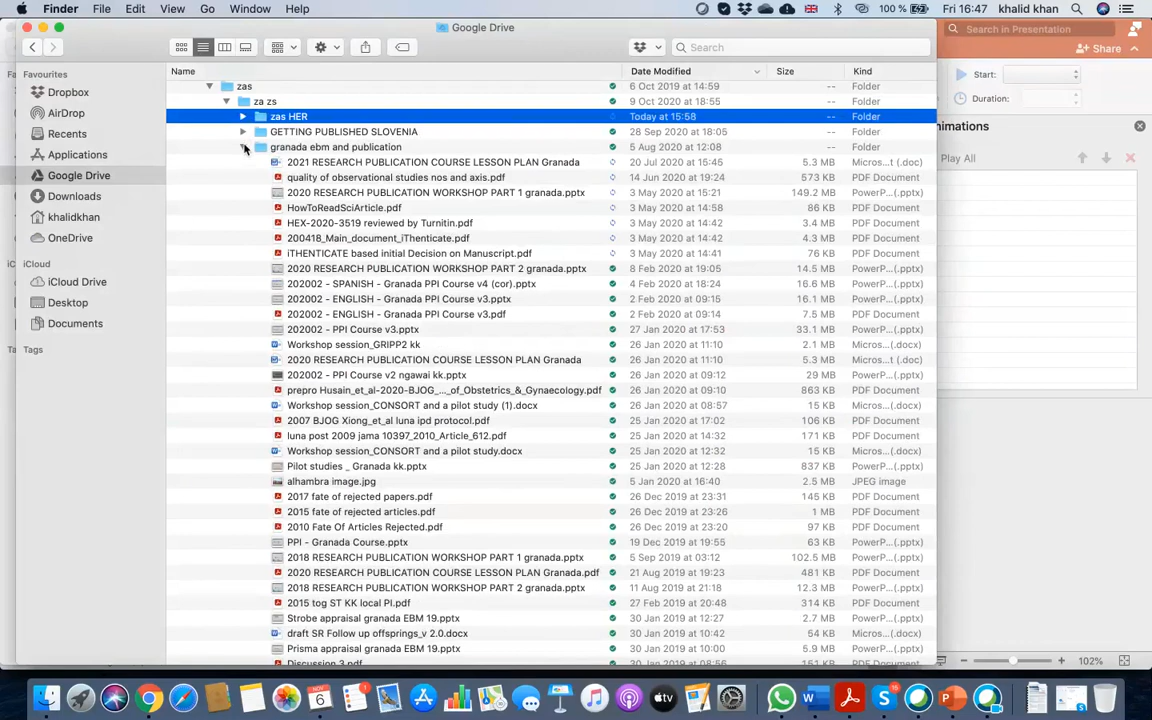 Finder File Edit View Go Window Help 100 % Fri 16:47 khalid khan
Google Drive
Search in Presentation
Share
Search
Start:
Duration:
nimations
Play All
Favourites
Dropbox
AirDrop
Recents
Applications
Google Drive
Downloads
khalidkhan
OneDrive
iCloud
iCloud Drive
Desktop
Documents
Tags
Name Date Modified Size Kind
zas 6 Oct 2019 at 14:59 -- Folder
za zs 9 Oct 2020 at 18:55 -- Folder
zas HER Today at 15:58 -- Folder
GETTING PUBLISHED SLOVENIA 28 Sep 2020 at 18:05 -- Folder
granada ebm and publication 5 Aug 2020 at 12:08 -- Folder
2021 RESEARCH PUBLICATION COURSE LESSON PLAN Granada 20 Jul 2020 at 15:45 5.3 MB Micros...t (.doc)
quality of observational studies nos and axis.pdf 14 Jun 2020 at 19:24 573 KB PDF Document
2020 RESEARCH PUBLICATION WORKSHOP PART 1 granada.pptx 3 May 2020 at 15:21 149.2 MB PowerP...(.pptx)
HowToReadSciArticle.pdf 3 May 2020 at 14:58 86 KB PDF Document
HEX-2020-3519 reviewed by Turnitin.pdf 3 May 2020 at 14:42 3.4 MB PDF Document
200418_Main_document_iThenticate.pdf 3 May 2020 at 14:42 4.3 MB PDF Document
iTHENTICATE based initial Decision on Manuscript.pdf 3 May 2020 at 14:41 76 KB PDF Document
2020 RESEARCH PUBLICATION WORKSHOP PART 2 granada.pptx 8 Feb 2020 at 19:05 14.5 MB PowerP...(.pptx)
202002 - SPANISH - Granada PPI Course v4 (cor).pptx 4 Feb 2020 at 18:24 16.6 MB PowerP...(.pptx)
202002 - ENGLISH - Granada PPI Course v3.pptx 2 Feb 2020 at 09:15 16.1 MB PowerP...(.pptx)
202002 - ENGLISH - Granada PPI Course v3.pdf 2 Feb 2020 at 09:14 7.5 MB PDF Document
202002 - PPI Course v3.pptx 27 Jan 2020 at 17:53 33.1 MB PowerP...(.pptx)
Workshop session_GRIPP2 kk 26 Jan 2020 at 11:10 2.1 MB Micros...(.docx)
2020 RESEARCH PUBLICATION COURSE LESSON PLAN Granada 26 Jan 2020 at 11:10 5.3 MB Micros...t (.doc)
202002 - PPI Course v2 ngawai kk.pptx 26 Jan 2020 at 09:12 29 MB PowerP...(.pptx)
prepro Husain_et_al-2020-BJOG_..._of_Obstetrics_&_Gynaecology.pdf 26 Jan 2020 at 09:10 863 KB PDF Document
Workshop session_CONSORT and a pilot study (1).docx 26 Jan 2020 at 08:57 15 KB Micros...(.docx)
2007 BJOG Xiong_et_al luna ipd protocol.pdf 25 Jan 2020 at 17:02 106 KB PDF Document
luna post 2009 jama 10397_2010_Article_612.pdf 25 Jan 2020 at 14:32 171 KB PDF Document
Workshop session_CONSORT and a pilot study.docx 25 Jan 2020 at 12:32 15 KB Micros...(.docx)
Pilot studies _ Granada kk.pptx 25 Jan 2020 at 12:28 837 KB PowerP...(.pptx)
alhambra image.jpg 5 Jan 2020 at 16:40 2.5 MB JPEG image
2017 fate of rejected papers.pdf 26 Dec 2019 at 23:31 145 KB PDF Document
2015 fate of rejected articles.pdf 26 Dec 2019 at 23:26 1 MB PDF Document
2010 Fate Of Articles Rejected.pdf 26 Dec 2019 at 23:26 97 KB PDF Document
PPI - Granada Course.pptx 19 Dec 2019 at 19:55 63 KB PowerP...(.pptx)
2018 RESEARCH PUBLICATION WORKSHOP PART 1 granada.pptx 5 Sep 2019 at 03:12 102.5 MB PowerP...(.pptx)
2020 RESEARCH PUBLICATION COURSE LESSON PLAN Granada.pdf 21 Aug 2019 at 19:23 481 KB PDF Document
2018 RESEARCH PUBLICATION WORKSHOP PART 2 granada.pptx 11 Aug 2019 at 21:18 12.3 MB PowerP...(.pptx)
2015 tog ST KK local PI.pdf 27 Feb 2019 at 20:48 314 KB PDF Document
Strobe appraisal granada EBM 19.pptx 30 Jan 2019 at 12:27 2.7 MB PowerP...(.pptx)
draft SR Follow up offsprings_v 2.0.docx 30 Jan 2019 at 10:42 54 KB Micros...(.docx)
Prisma appraisal granada EBM 19.pptx 30 Jan 2019 at 10:00 5.9 MB PowerP...(.pptx)
Discussion 3.pdf 30 Jan 2019 at 08:56 151 KB PDF Document
102%